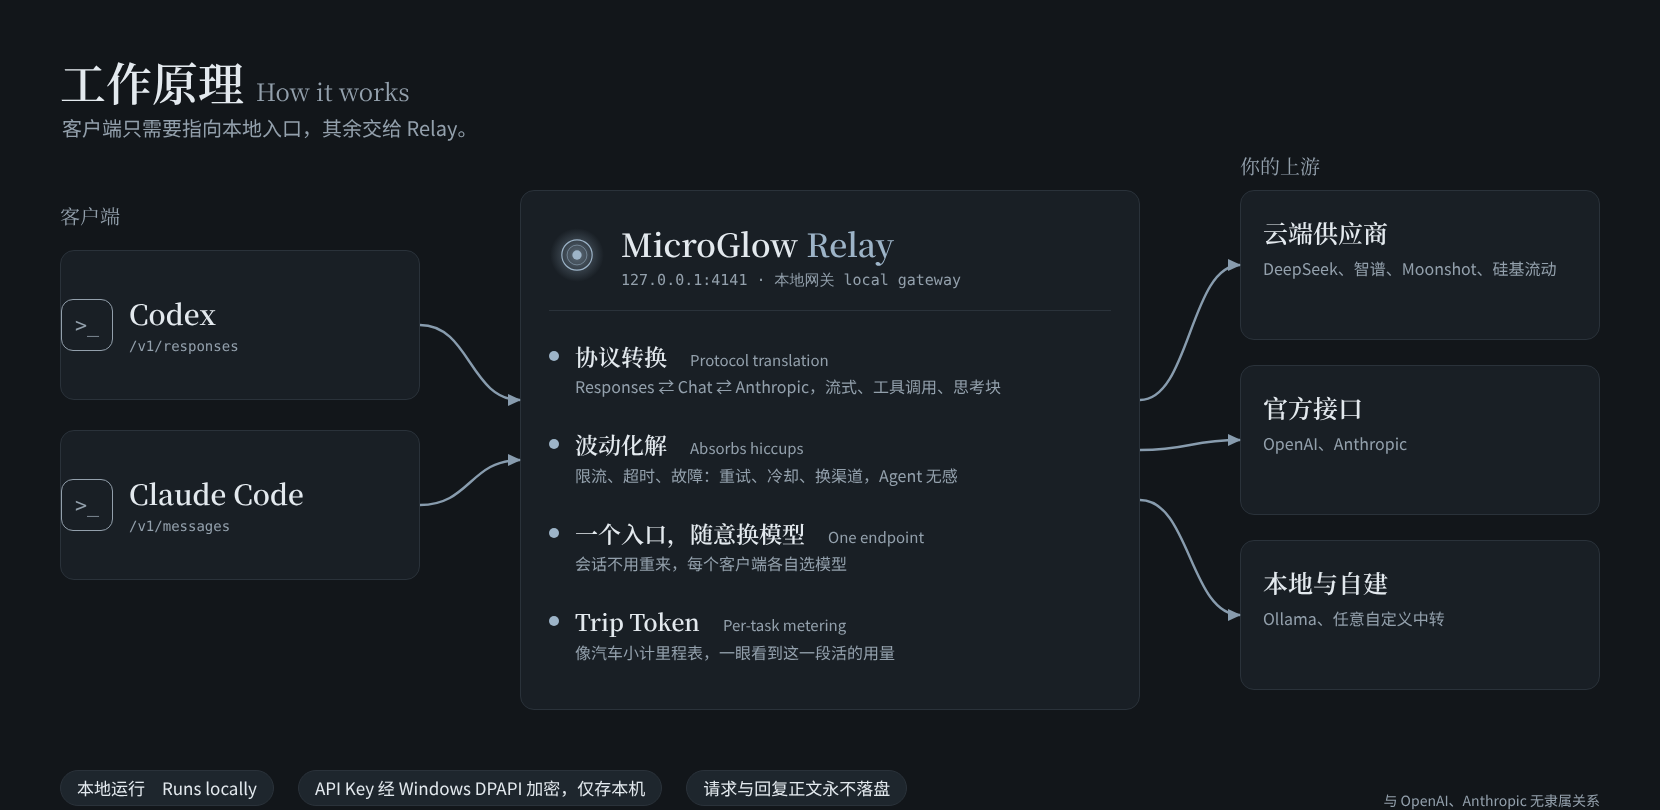 工作原理 How it works
客户端只需要指向本地入口，其余交给 Relay。
客户端
>_ Codex
/v1/responses
>_ Claude Code
/v1/messages
MicroGlow Relay
127.0.0.1:4141 · 本地网关 local gateway
协议转换 Protocol translation
Responses ⇄ Chat ⇄ Anthropic，流式、工具调用、思考块
波动化解 Absorbs hiccups
限流、超时、故障：重试、冷却、换渠道，Agent 无感
一个入口，随意换模型 One endpoint
会话不用重来，每个客户端各自选模型
Trip Token Per-task metering
像汽车小计里程表，一眼看到这一段活的用量
你的上游
云端供应商
DeepSeek、智谱、Moonshot、硅基流动
官方接口
OpenAI、Anthropic
本地与自建
Ollama、任意自定义中转
本地运行 Runs locally
API Key 经 Windows DPAPI 加密，仅存本机
请求与回复正文永不落盘
与 OpenAI、Anthropic 无隶属关系